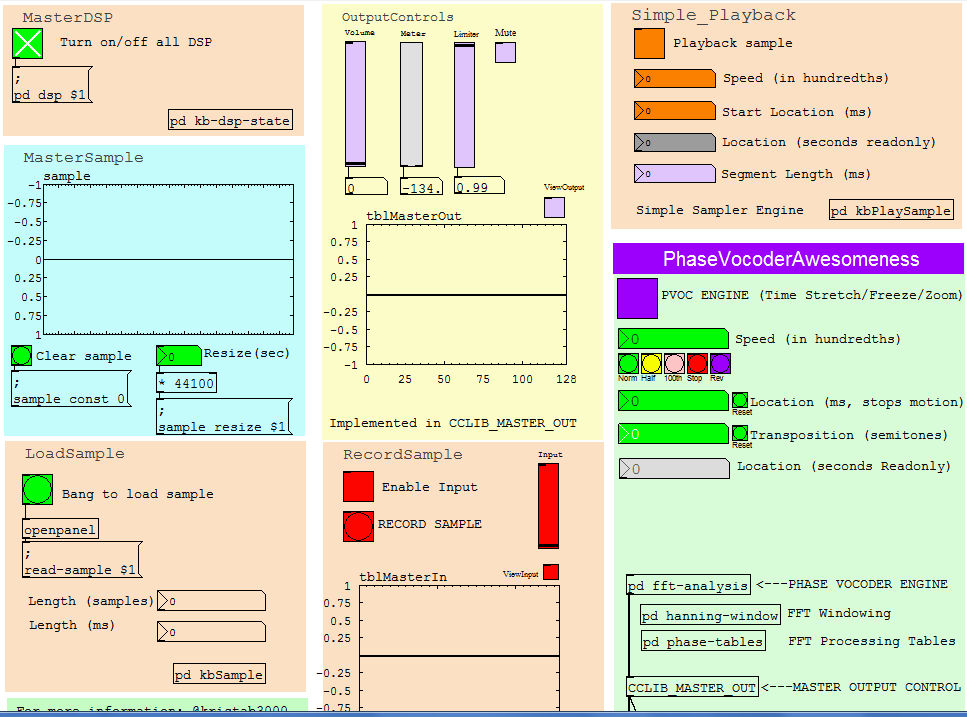 MasterDSP
Turn on/off all DSP
;
pd dsp $1
pd kb-dsp-state
MasterSample
sample
-1
-0.75
-0.5
-0.25
0
0.25
0.5
0.75
1
Clear sample
0
Resize(sec)
;
sample const 0
* 44100
;
sample resize $1
LoadSample
Bang to load sample
openpanel
;
read-sample $1
Length (samples)
0
Length (ms)
0
pd kbSample
For more information: @kristab3000
OutputControls
Volume
Meter
Limiter
Mute
0
-134.
0.99
ViewOutput
tblMasterOut
1
0.75
0.5
0.25
-0.25
-0.5
-0.75
-1
0 25 50 75 100 128
Implemented in CCLIB_MASTER_OUT
RecordSample
Input
Enable Input
RECORD SAMPLE
ViewInput
tblMasterIn
1
0.75
0.5
0.25
-0.25
-0.5
-0.75
Simple_Playback
Playback sample
0
Speed (in hundredths)
0
Start Location (ms)
0
Location (seconds readonly)
0
Segment Length (ms)
Simple Sampler Engine
pd kbPlaySample
PhaseVocoderAwesomeness
PVOC ENGINE (Time Stretch/Freeze/Zoom)
0
Speed (in hundredths)
Norm Half 100th Stop Rev
0
Reset
Location (ms, stops motion)
0
Reset
Transposition (semitones)
0
Location (seconds Readonly)
pd fft-analysis
<---PHASE VOCODER ENGINE
pd hanning-window
FFT Windowing
pd phase-tables
FFT Processing Tables
CCLIB_MASTER_OUT
<---MASTER OUTPUT CONTROL